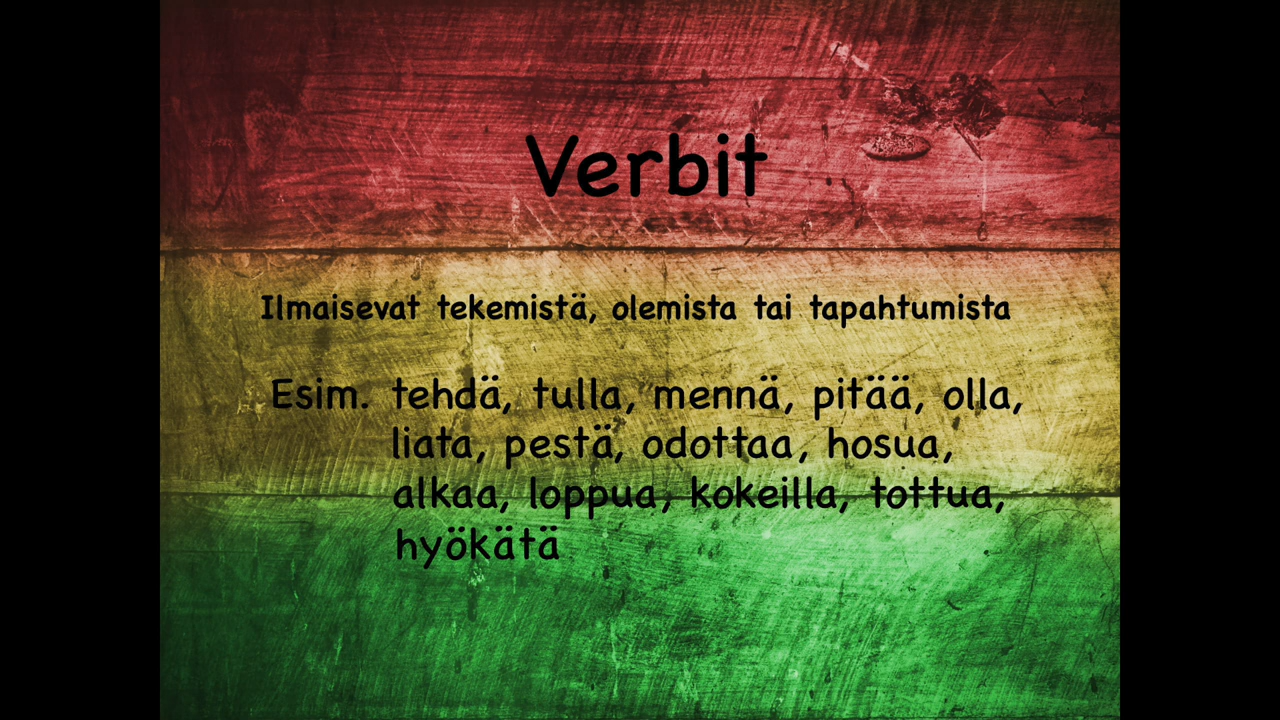 Verbit
Ilmaisevat tekemistä, olemista tai tapahtumista
Esim. tehdä, tulla, mennä, pitää, olla,
liata, pestä, odottaa, hosua,
alkaa, loppua, kokeilla, tottua,
hyökätä